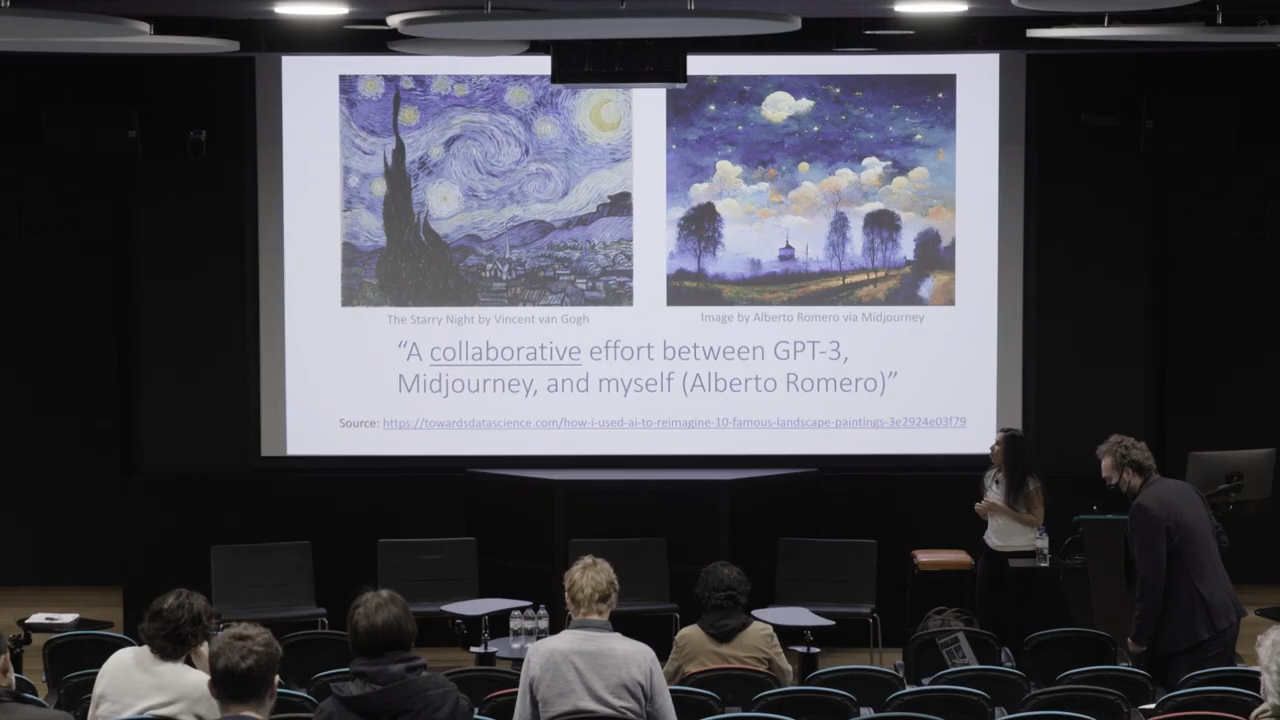 The Starry Night by Vincent van Gogh
Image by Alberto Romero via Midjourney
“A collaborative effort between GPT-3,
Midjourney, and myself (Alberto Romero)”
Source: https://towardsdatascience.com/how-i-used-ai-to-reimagine-10-famous-landscape-paintings-3e2924e03f79